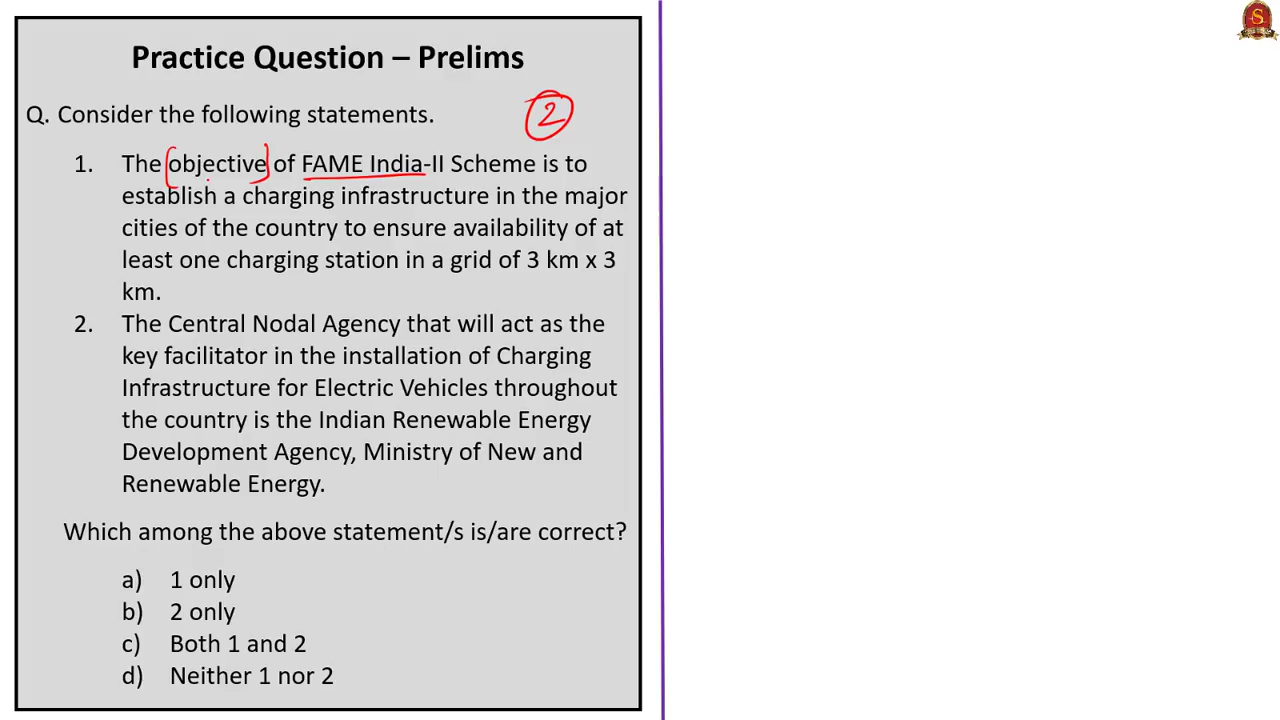 Practice Question – Prelims
2
Q. Consider the following statements.
1. The objective of FAME India-II Scheme is to
establish a charging infrastructure in the major
cities of the country to ensure availability of at
least one charging station in a grid of 3 km x 3
km.
2. The Central Nodal Agency that will act as the
key facilitator in the installation of Charging
Infrastructure for Electric Vehicles throughout
the country is the Indian Renewable Energy
Development Agency, Ministry of New and
Renewable Energy.
Which among the above statement/s is/are correct?
a) 1 only
b) 2 only
c) Both 1 and 2
d) Neither 1 nor 2
S